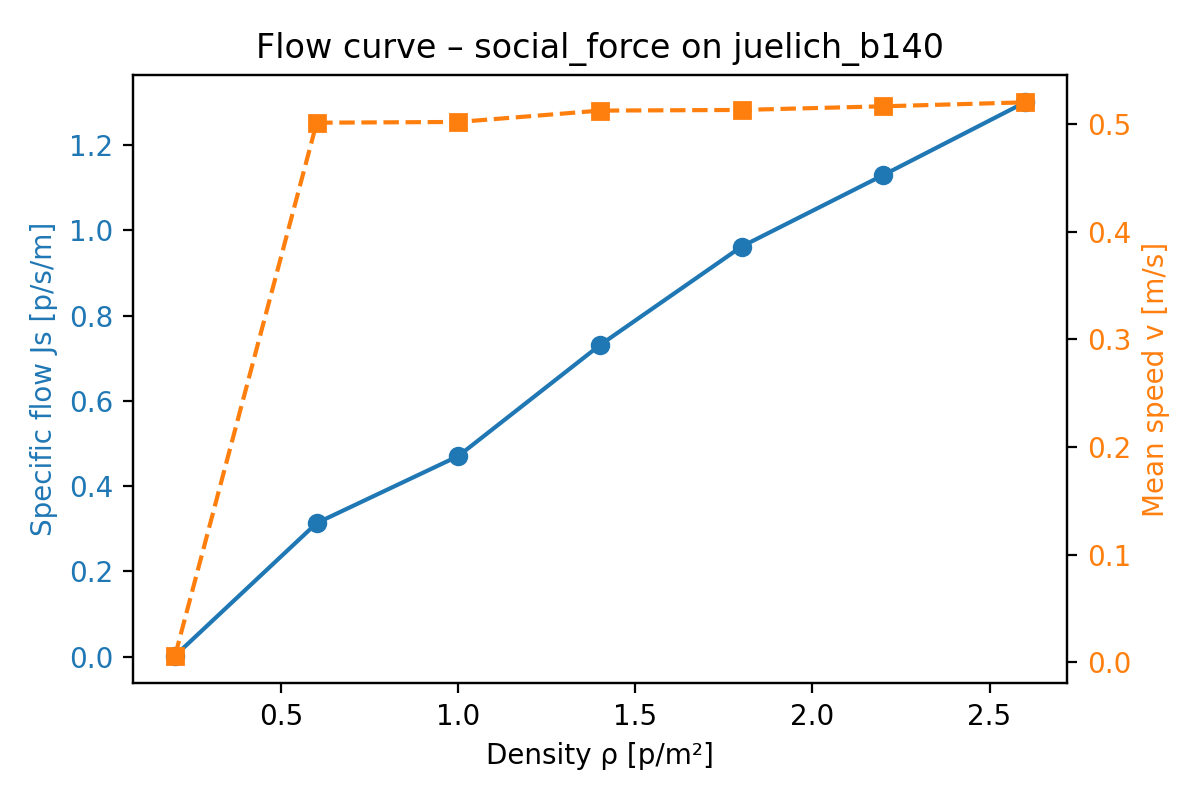 Flow curve – social_force on juelich_b140
Specific flow Js [p/s/m]
1.2
1.0
0.8
0.6
0.4
0.2
0.0
0.5
0.4
0.3
0.2
0.1
0.0
Mean speed v [m/s]
0.5 1.0 1.5 2.0 2.5
Density ρ [p/m²]